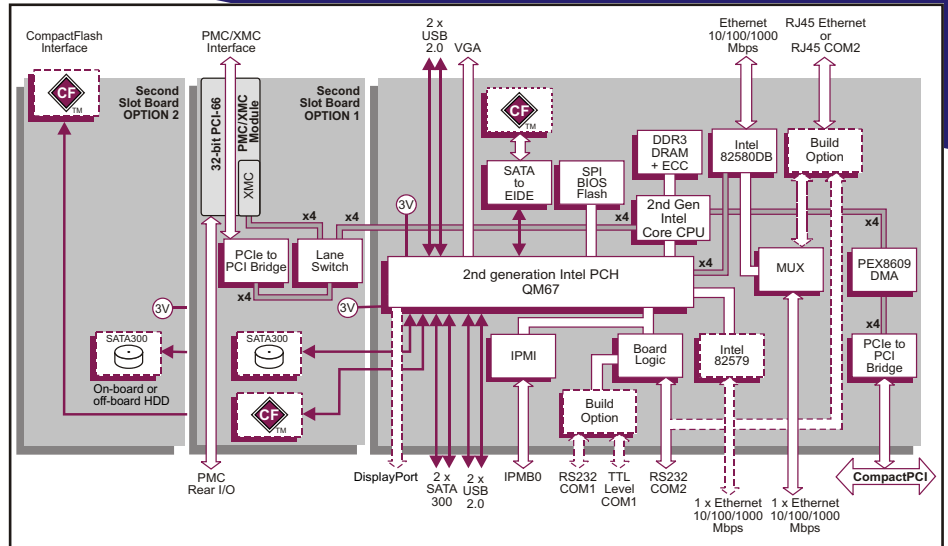 CompactFlash
Interface
PMC/XMC
Interface
2 x
USB
2.0
VGA
Ethernet
10/100/1000
Mbps
RJ45 Ethernet
or
RJ45 COM2
CF
TM
Second
Slot Board
OPTION 2
32-bit PCI-66
PMC/XMC
Module
XMC
Second
Slot Board
OPTION 1
CF
TM
SATA
to
EIDE
SPI
BIOS
Flash
DDR3
DRAM
+ ECC
Intel
82580DB
Build
Option
2nd Gen
Intel
Core CPU
3V
x4
x4
x4
x4
PCIe to
PCI Bridge
Lane
Switch
x4
2nd generation Intel PCH
QM67
x4
MUX
PEX8609
DMA
3V
3V
x4
SATA300
On-board or
off-board HDD
SATA300
CF
TM
IPMI
Board
Logic
Build
Option
Intel
82579
PCIe to
PCI
Bridge
PMC
Rear I/O
DisplayPort
2 x
SATA
300
2 x
USB
2.0
IPMB0
RS232
COM1
TTL
Level
COM1
RS232
COM2
1 x Ethernet
10/100/1000
Mbps
1 x Ethernet
10/100/1000
Mbps
CompactPCI